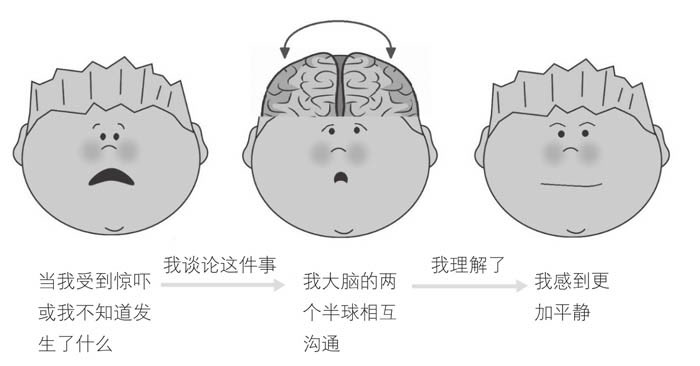 当我受到惊吓
或我不知道发
生了什么
我谈论这件事
我大脑的两
个半球相互
沟通
我理解了
我感到更
加平静